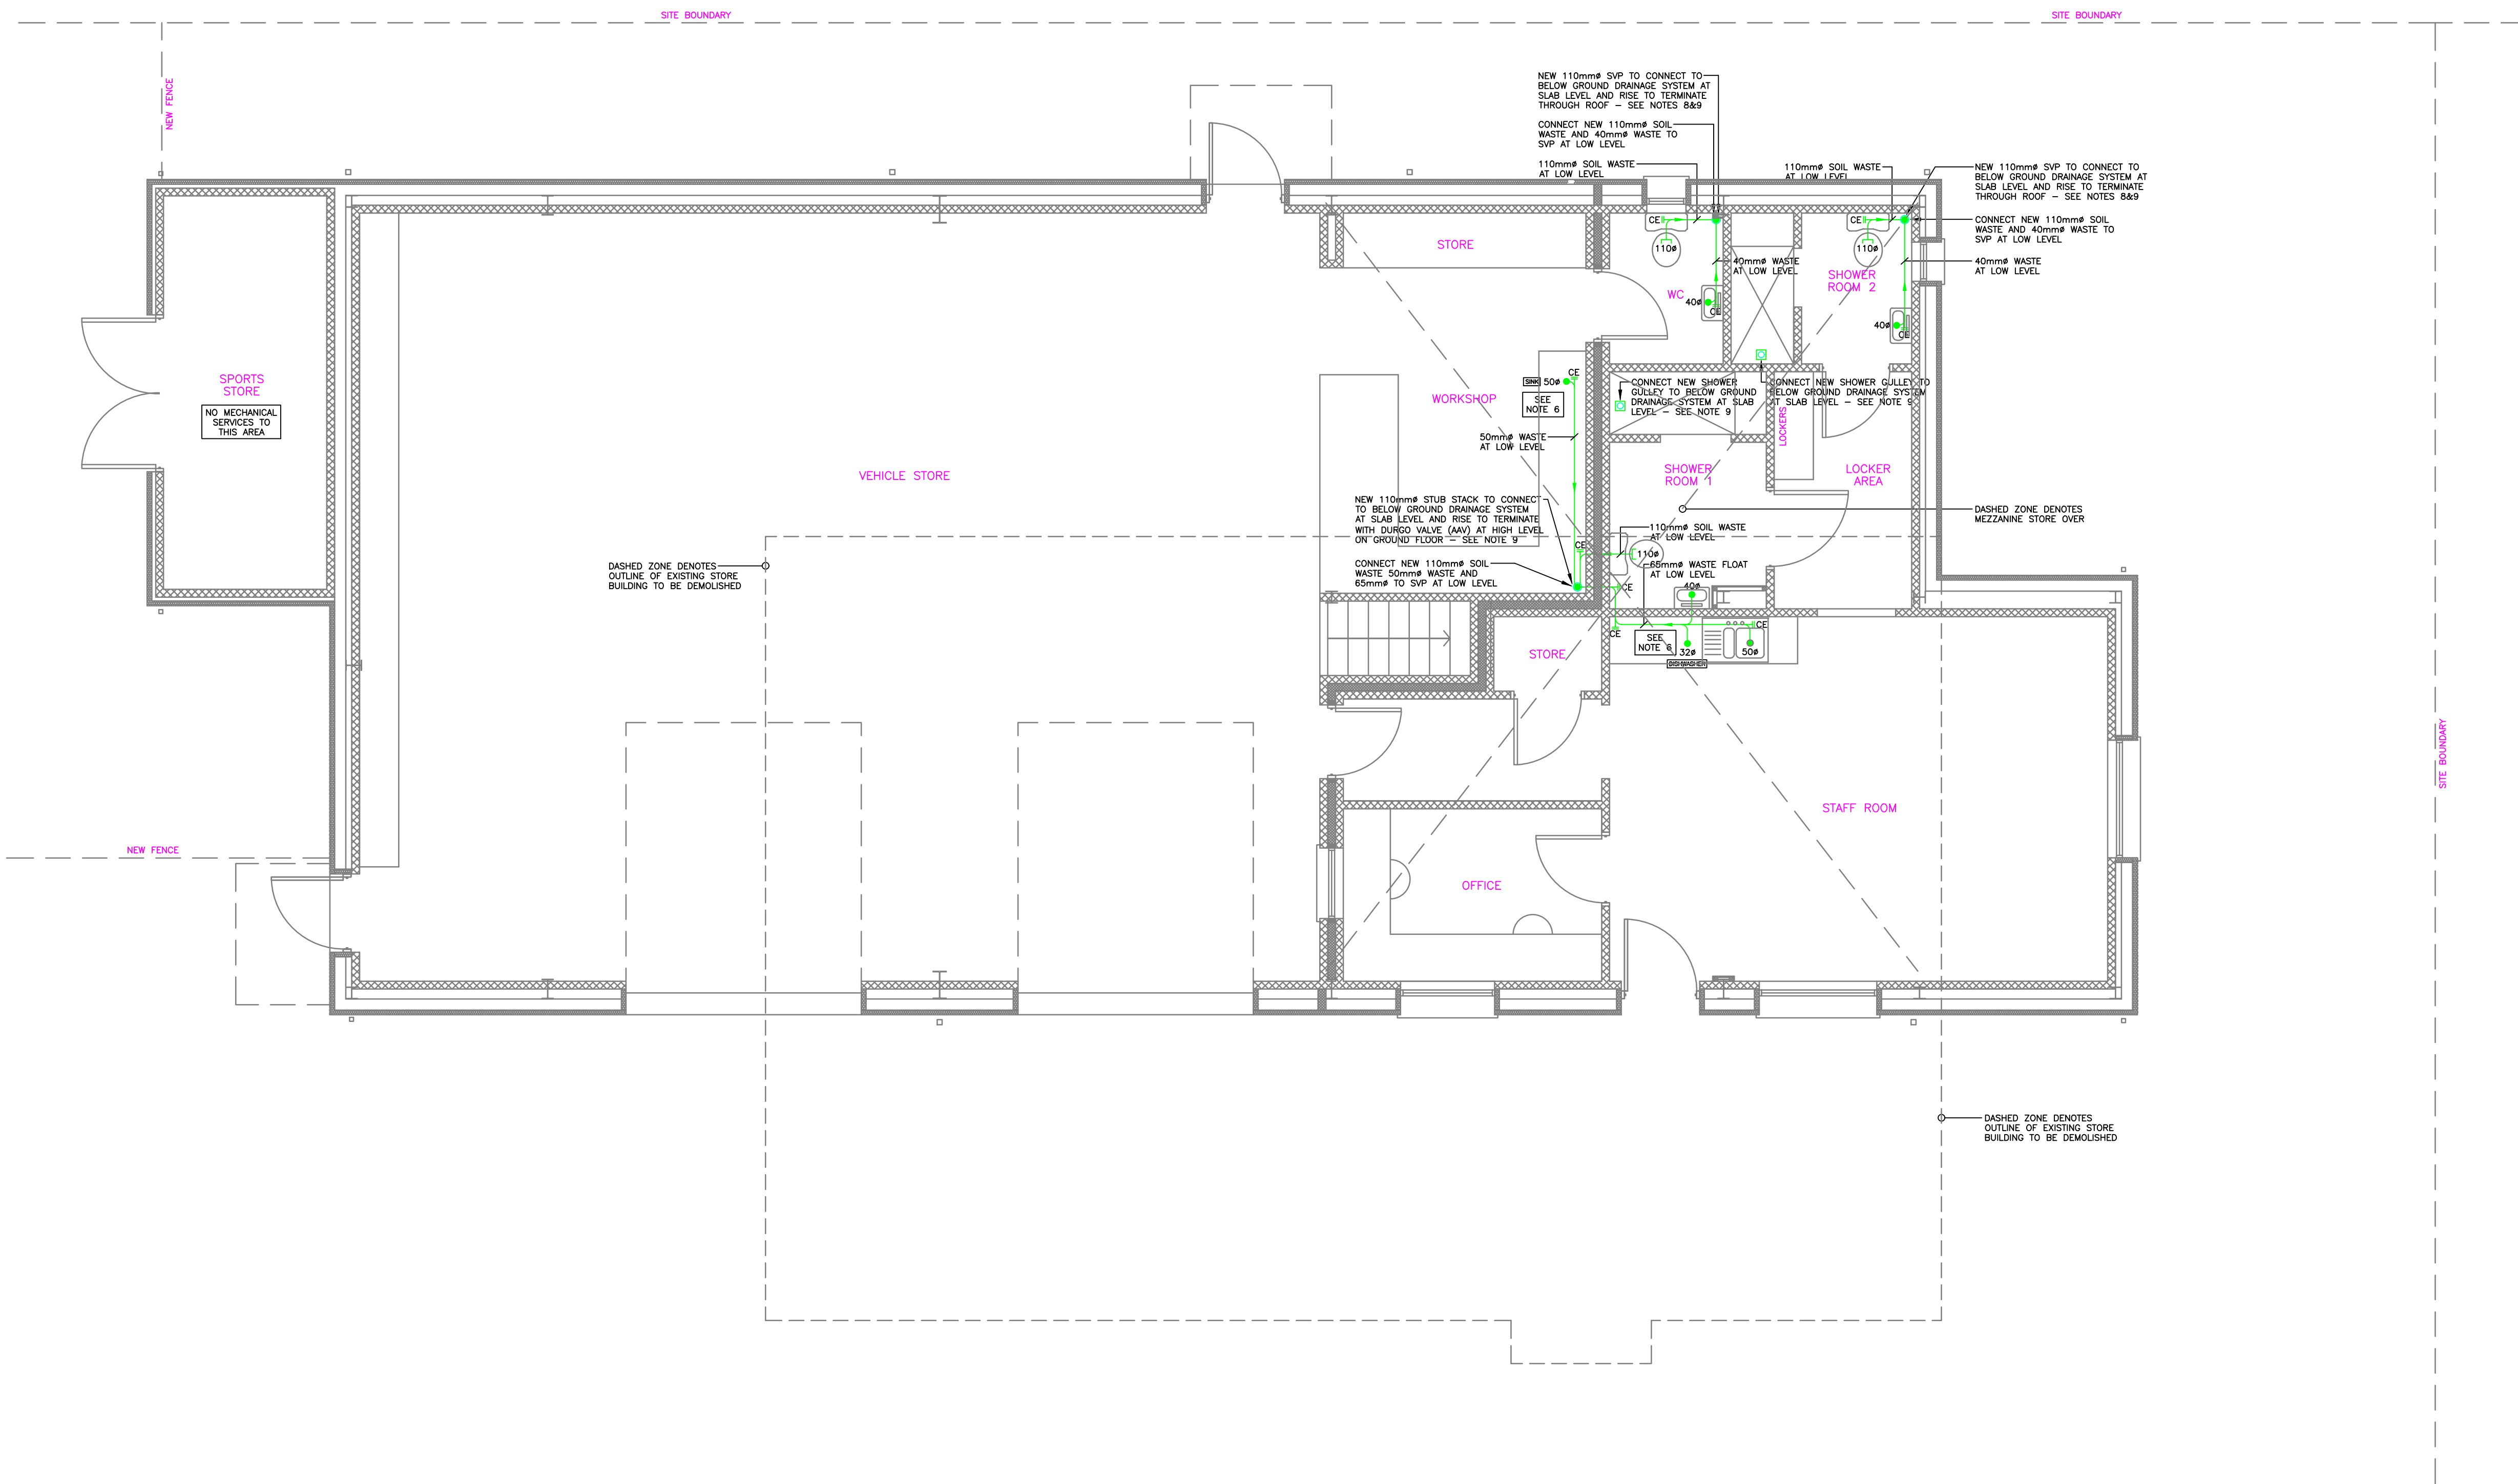 SITE BOUNDARY
SITE BOUNDARY
NEW FENCE
NEW 110mmø SVP TO CONNECT TO
BELOW GROUND DRAINAGE SYSTEM AT
SLAB LEVEL AND RISE TO TERMINATE
THROUGH ROOF – SEE NOTES 8&9
CONNECT NEW 110mmø SOIL
WASTE AND 40mmø WASTE TO
SVP AT LOW LEVEL
110mmø SOIL WASTE
AT LOW LEVEL
110mmø SOIL WASTE
AT LOW LEVEL
NEW 110mmø SVP TO CONNECT TO
BELOW GROUND DRAINAGE SYSTEM AT
SLAB LEVEL AND RISE TO TERMINATE
THROUGH ROOF – SEE NOTES 8&9
CONNECT NEW 110mmø SOIL
WASTE AND 40mmø WASTE TO
SVP AT LOW LEVEL
40mmø WASTE
AT LOW LEVEL
CE
110ø
CE
110ø
STORE
40mmø WASTE
AT LOW LEVEL
SHOWER
ROOM 2
WC
40ø
CE
40ø
CE
SPORTS
STORE
NO MECHANICAL
SERVICES TO
THIS AREA
CE
SINK
50ø
SEE
NOTE 6
WORKSHOP
CONNECT NEW SHOWER
GULLEY TO BELOW GROUND
DRAINAGE SYSTEM AT SLAB
LEVEL – SEE NOTE 9
CONNECT NEW SHOWER GULLEY TO
BELOW GROUND DRAINAGE SYSTEM
AT SLAB LEVEL – SEE NOTE 9
LOCKERS
50mmø WASTE
AT LOW LEVEL
VEHICLE STORE
SHOWER
ROOM 1
LOCKER
AREA
NEW 110mmø STUB STACK TO CONNECT
TO BELOW GROUND DRAINAGE SYSTEM
AT SLAB LEVEL AND RISE TO TERMINATE
WITH DURGO VALVE (AAV) AT HIGH LEVEL
ON GROUND FLOOR – SEE NOTE 9
DASHED ZONE DENOTES
MEZZANINE STORE OVER
110mmø SOIL WASTE
AT LOW LEVEL
CE
110ø
CONNECT NEW 110mmø SOIL
WASTE 50mmø WASTE AND
65mmø TO SVP AT LOW LEVEL
65mmø WASTE FLOAT
AT LOW LEVEL
DASHED ZONE DENOTES
OUTLINE OF EXISTING STORE
BUILDING TO BE DEMOLISHED
CE
40ø
CE
CE
SEE
NOTE 6
32ø
50ø
DISHWASHER
STORE
SITE BOUNDARY
STAFF ROOM
NEW FENCE
OFFICE
DASHED ZONE DENOTES
OUTLINE OF EXISTING STORE
BUILDING TO BE DEMOLISHED